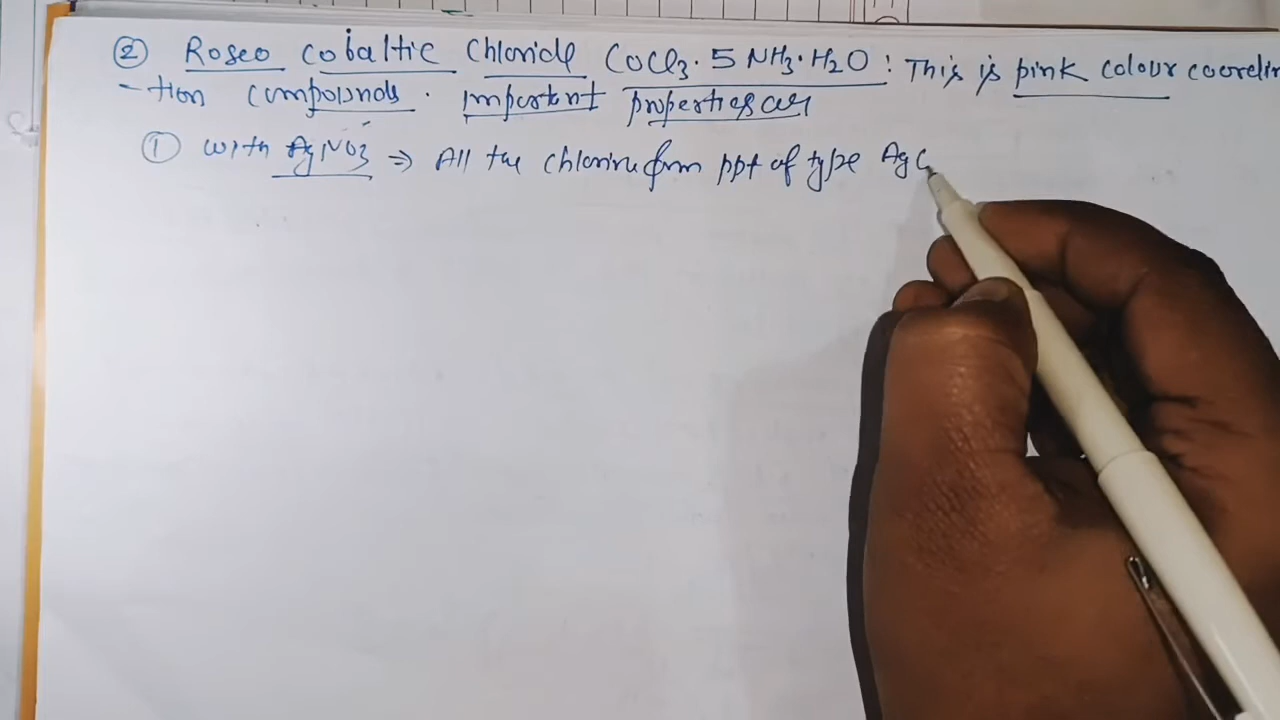 ② Roseo cobaltic Chloride CoCl₃·5NH₃·H₂O : This is pink colour coordin
-tion compounds. important properties are
① with AgNO₃ ⇒ All the chlorine form ppt of type AgC